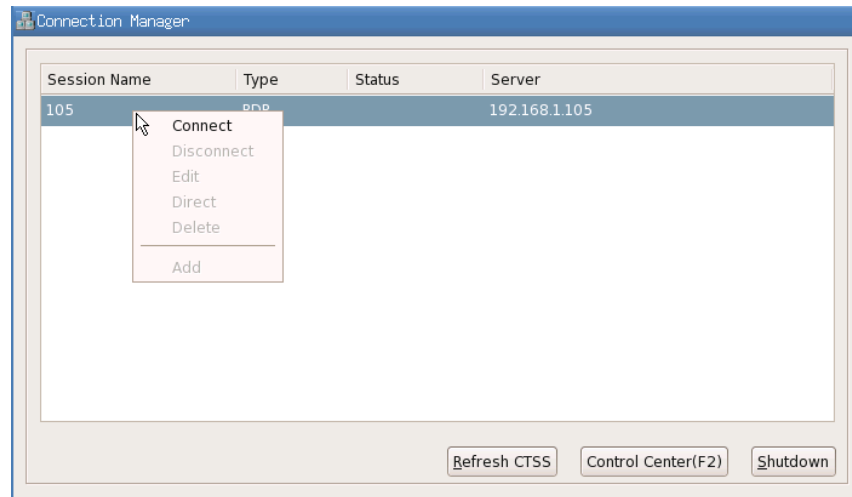 Connection Manager
Session Name Type Status Server
105 RDP 192.168.1.105
Connect
Disconnect
Edit
Direct
Delete
Add
Refresh CTSS Control Center(F2) Shutdown